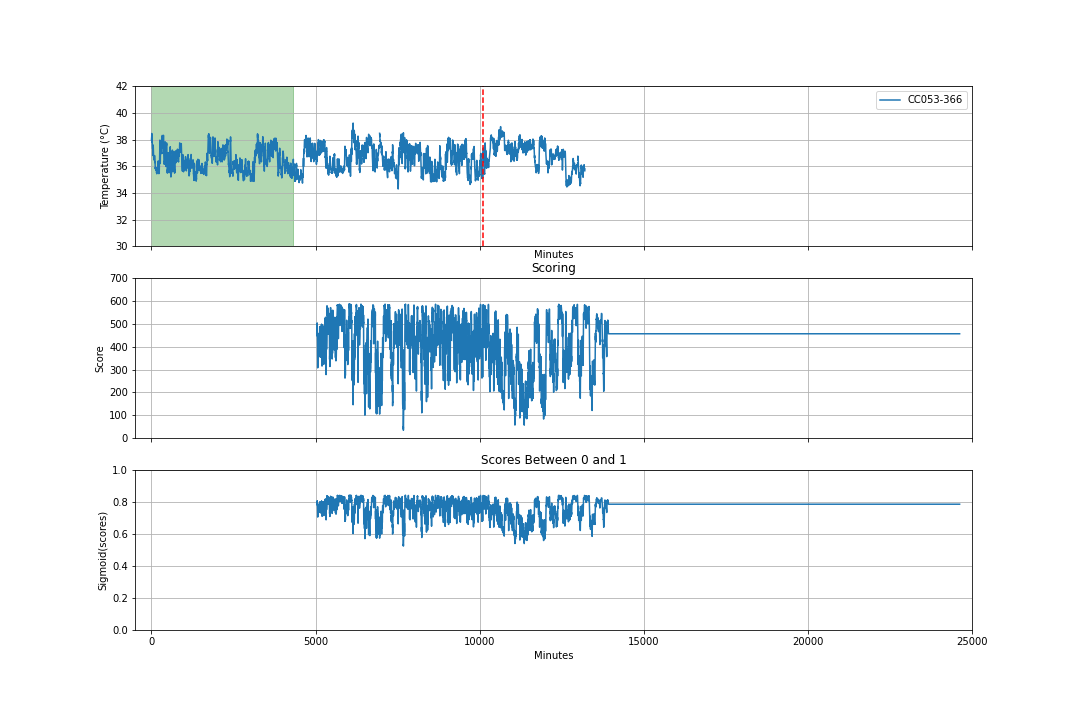 42
40
38
36
34
32
30
Temperature (°C)
CC053-366
Minutes
Scoring
700
600
500
400
300
200
100
0
Score
Scores Between 0 and 1
1.0
0.8
0.6
0.4
0.2
0.0
Sigmoid(scores)
0 5000 10000 15000 20000 25000
Minutes